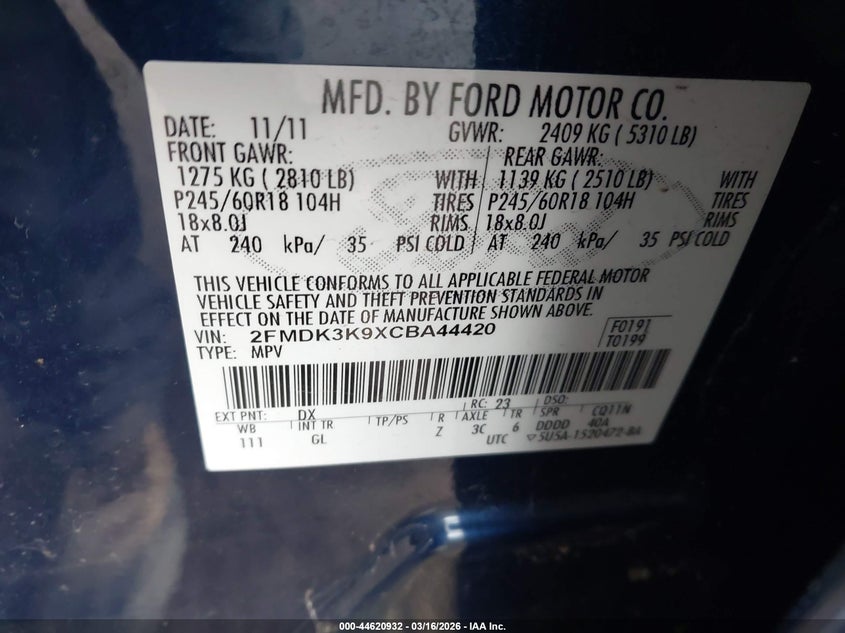 MFD. BY FORD MOTOR CO.
DATE: 11/11 GVWR: 2409 KG ( 5310 LB)
FRONT GAWR: REAR GAWR:
1275 KG ( 2810 LB) WITH 1139 KG ( 2510 LB) WITH
P245/60R18 104H TIRES P245/60R18 104H TIRES
18x8.0J RIMS 18x8.0J RIMS
AT 240 kPa/ 35 PSI COLD AT 240 kPa/ 35 PSI COLD
THIS VEHICLE CONFORMS TO ALL APPLICABLE FEDERAL MOTOR
VEHICLE SAFETY AND THEFT PREVENTION STANDARDS IN
EFFECT ON THE DATE OF MANUFACTURE SHOWN ABOVE.
VIN: 2FMDK3K9XCBA44420 F0191
TYPE: MPV T0199
RC: 23 DSO:
EXT PNT: DX CQ11N
WB INT TR TP/PS R AXLE TR SPR
111 GL Z 3C 6 DDDD 40A
UTC ▽5U5A-1520472-BA
000-44620932 - 03/16/2026 - IAA Inc.